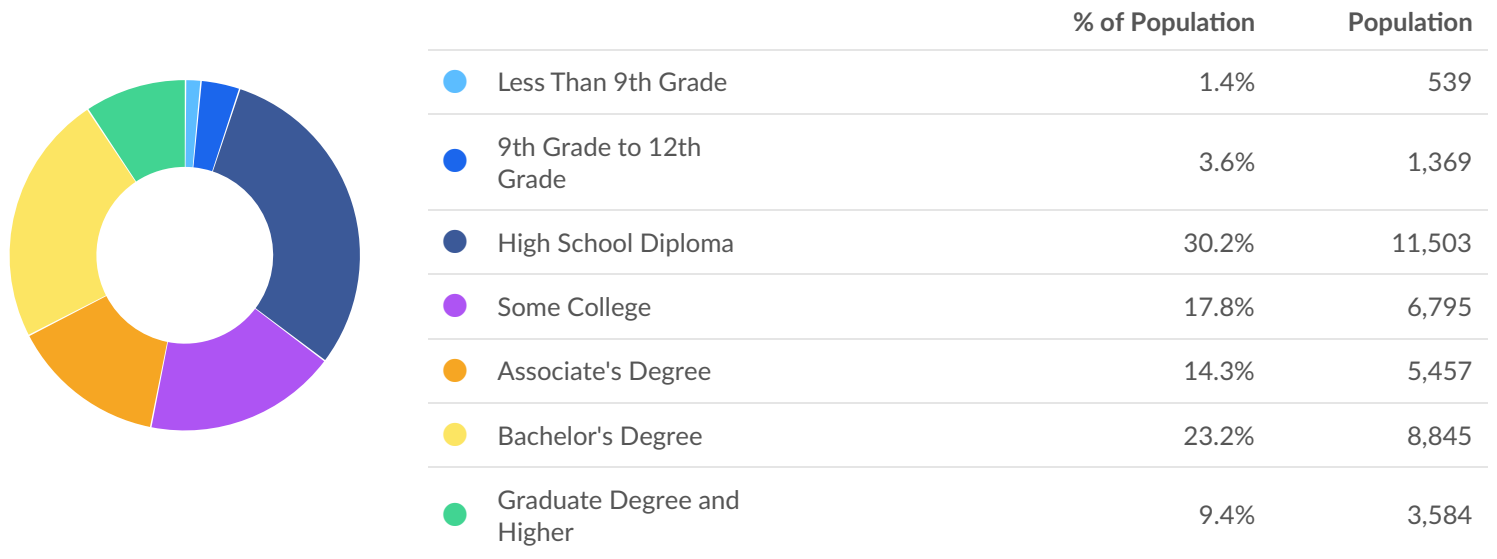 % of Population Population
Less Than 9th Grade 1.4% 539
9th Grade to 12th
Grade 3.6% 1,369
High School Diploma 30.2% 11,503
Some College 17.8% 6,795
Associate's Degree 14.3% 5,457
Bachelor's Degree 23.2% 8,845
Graduate Degree and
Higher 9.4% 3,584